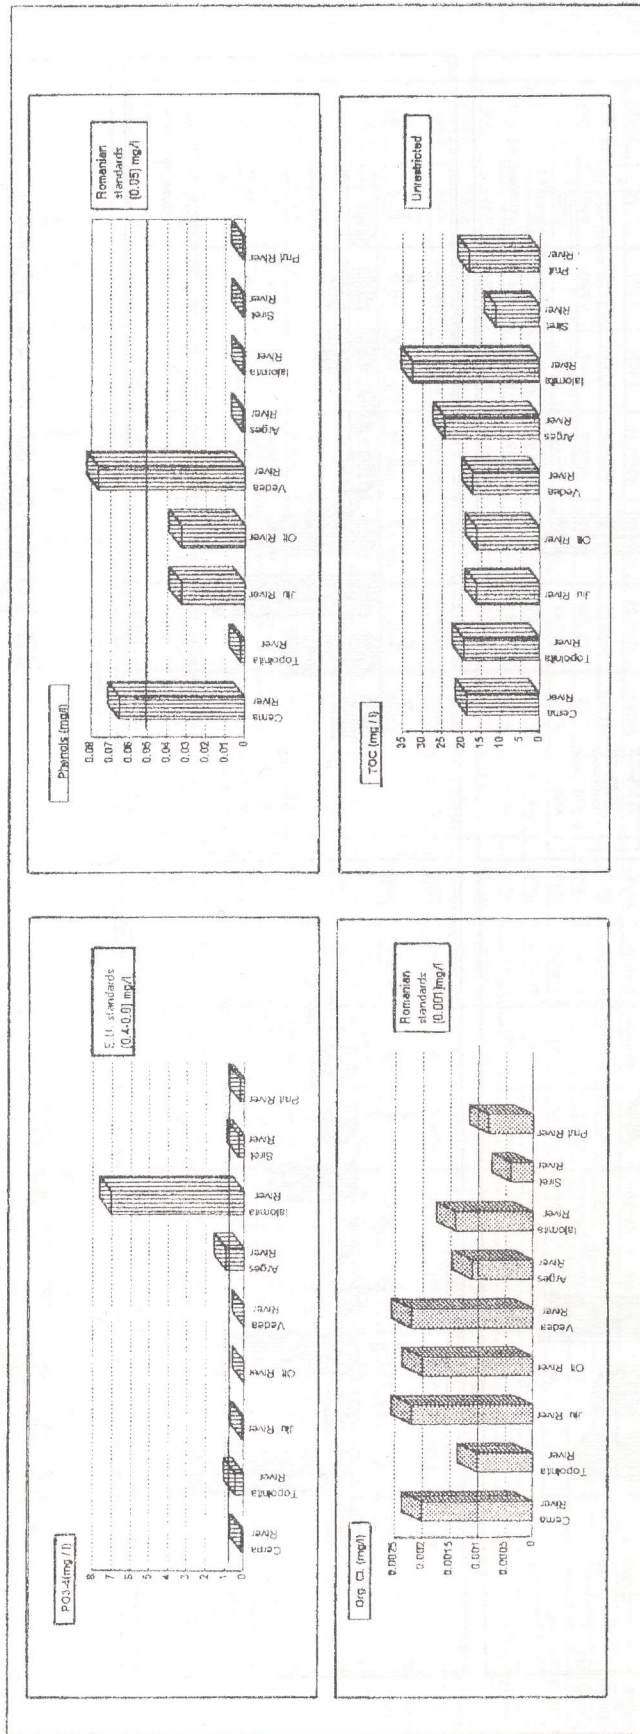 PO3-4(mg / l)
E.U. standards
(0.4-0.8) mg/l
8
7
6
5
4
3
2
1
0
Cerna
River
Topolnita
River
Jiu River
Olt River
Vedea
River
Arges
River
Ialomita
River
Siret
River
Prut River
Phenols (mg/l)
Romanian
standards
(0.05) mg/l
0.08
0.07
0.06
0.05
0.04
0.03
0.02
0.01
0
Cerna
River
Topolnita
River
Jiu River
Olt River
Vedea
River
Arges
River
Ialomita
River
Siret
River
Prut River
Org. CL (mg/l)
Romanian
standards
(0.001)mg/l
0.0025
0.002
0.0015
0.001
0.0005
0
Cerna
River
Topolnita
River
Jiu River
Olt River
Vedea
River
Arges
River
Ialomita
River
Siret
River
Prut River
TOC (mg / l)
Unrestricted
35
30
25
20
15
10
5
0
Cerna
River
Topolnita
River
Jiu River
Olt River
Vedea
River
Arges
River
Ialomita
River
Siret
River
Prut
River